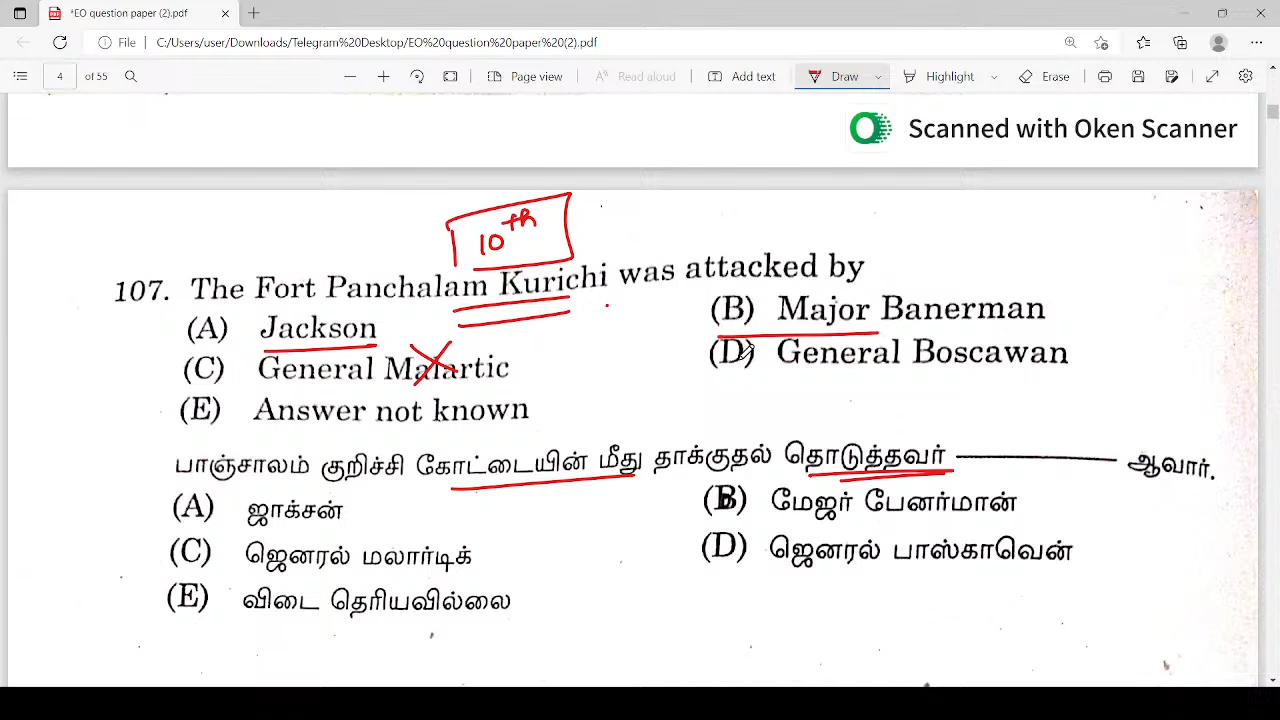 *EO question paper (2).pdf
File
C:/Users/user/Downloads/Telegram%20Desktop/EO%20question%20paper%20(2).pdf
4 of 55
Page view
Read aloud
Add text
Draw
Highlight
Erase
Scanned with Oken Scanner
10th
107. The Fort Panchalam Kurichi was attacked by
(A) Jackson (B) Major Banerman
(C) General Malartic (D) General Boscawan
(E) Answer not known
பாஞ்சாலம் குறிச்சி கோட்டையின் மீது தாக்குதல் தொடுத்தவர் ———— ஆவார்.
(A) ஜாக்சன் (B) மேஜர் பேனர்மான்
(C) ஜெனரல் மலார்டிக் (D) ஜெனரல் பாஸ்காவென்
(E) விடை தெரியவில்லை